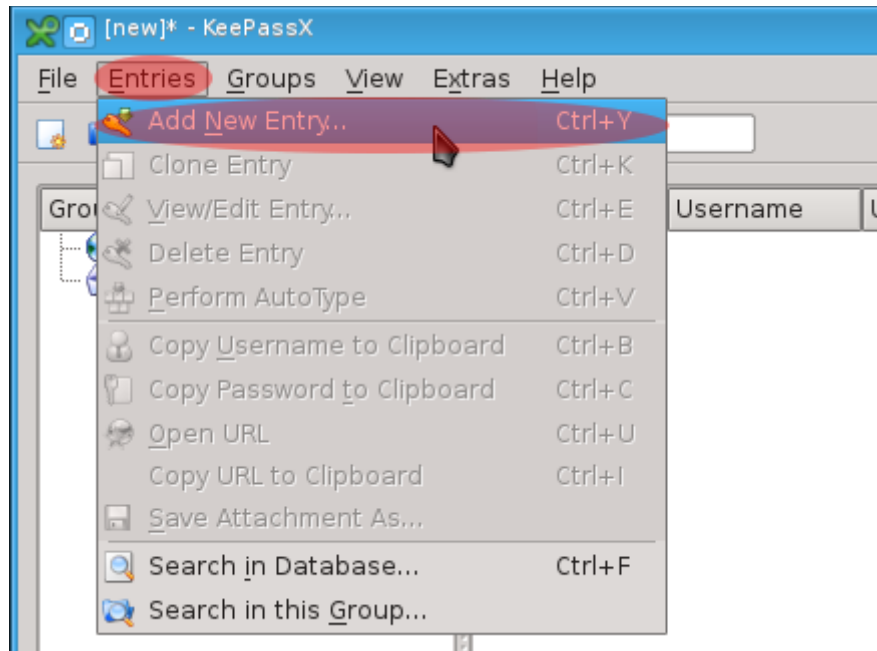 [new]* - KeePassX
File Entries Groups View Extras Help
Add New Entry... Ctrl+Y
Clone Entry Ctrl+K
View/Edit Entry... Ctrl+E
Username
Delete Entry Ctrl+D
Perform AutoType Ctrl+V
Copy Username to Clipboard Ctrl+B
Copy Password to Clipboard Ctrl+C
Open URL Ctrl+U
Copy URL to Clipboard Ctrl+I
Save Attachment As...
Search in Database... Ctrl+F
Search in this Group...